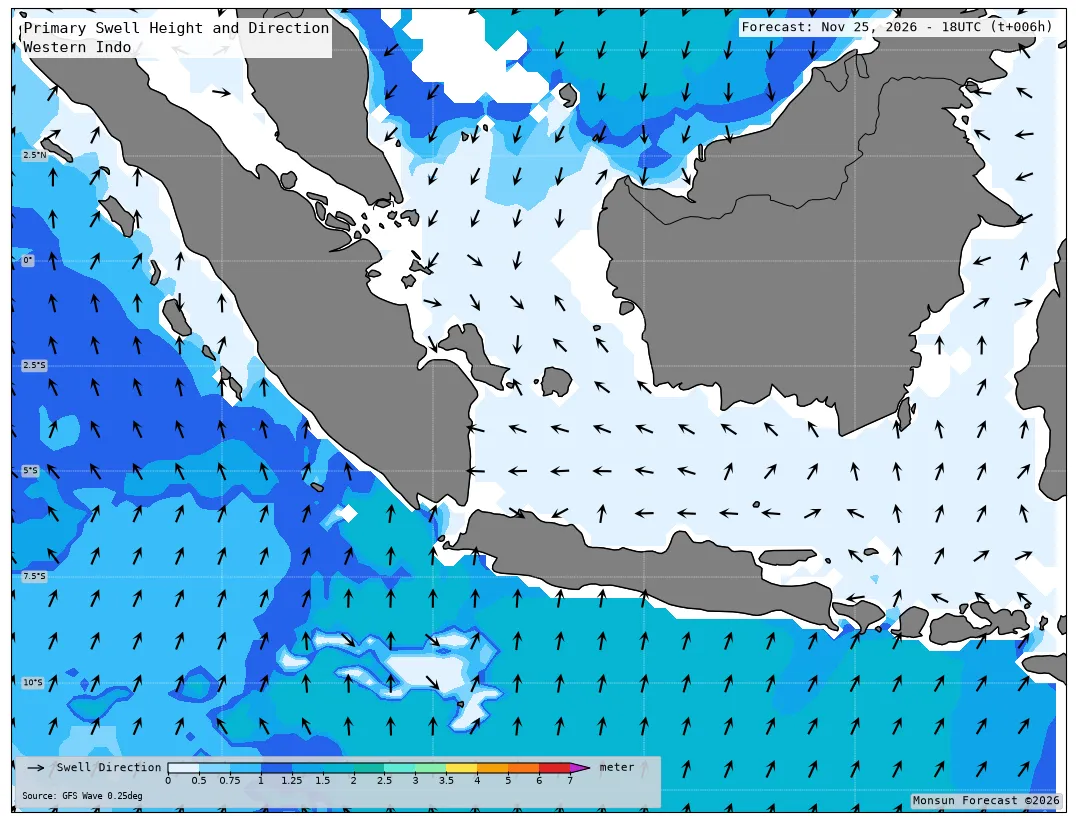 Primary Swell Height and Direction
Western Indo
Forecast: Nov 25, 2026 - 18UTC (t+006h)
2.5°N
0°
2.5°S
5°S
7.5°S
10°S
Swell Direction
0 0.5 0.75 1 1.25 1.5 2 2.5 3 3.5 4 5 6 7
meter
Source: GFS Wave 0.25deg
Monsun Forecast ©2026